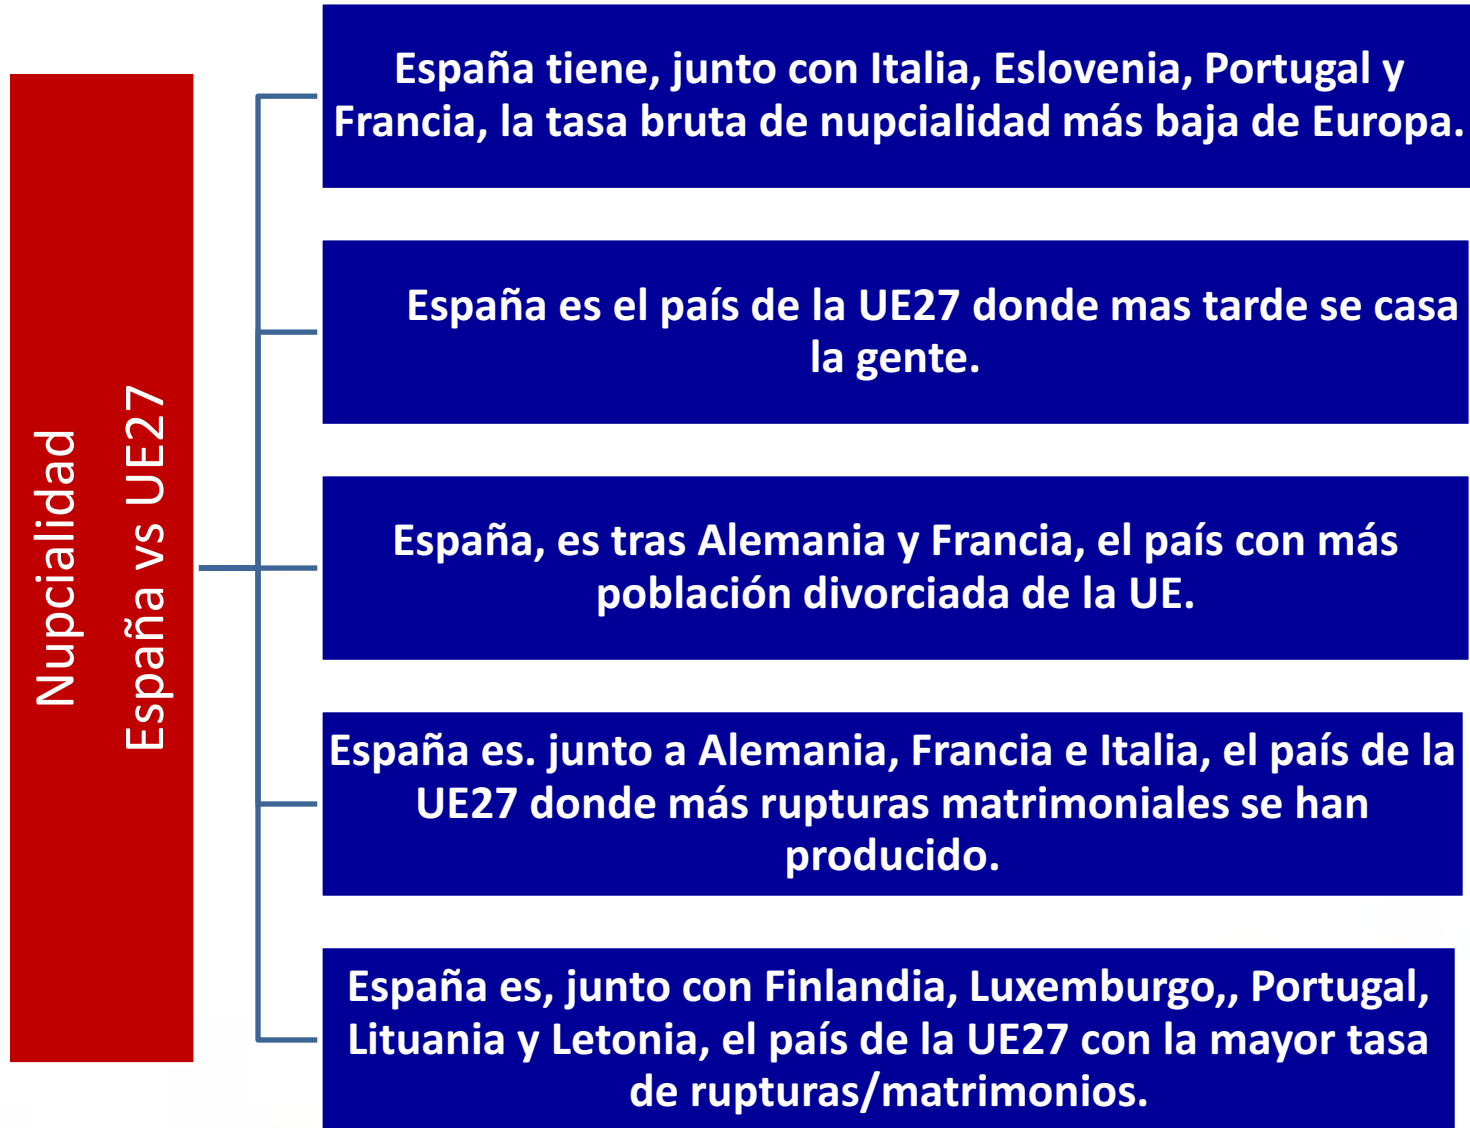 Nupcialidad
España vs UE27
España tiene, junto con Italia, Eslovenia, Portugal y
Francia, la tasa bruta de nupcialidad más baja de Europa.
España es el país de la UE27 donde mas tarde se casa
la gente.
España, es tras Alemania y Francia, el país con más
población divorciada de la UE.
España es. junto a Alemania, Francia e Italia, el país de la
UE27 donde más rupturas matrimoniales se han
producido.
España es, junto con Finlandia, Luxemburgo,, Portugal,
Lituania y Letonia, el país de la UE27 con la mayor tasa
de rupturas/matrimonios.